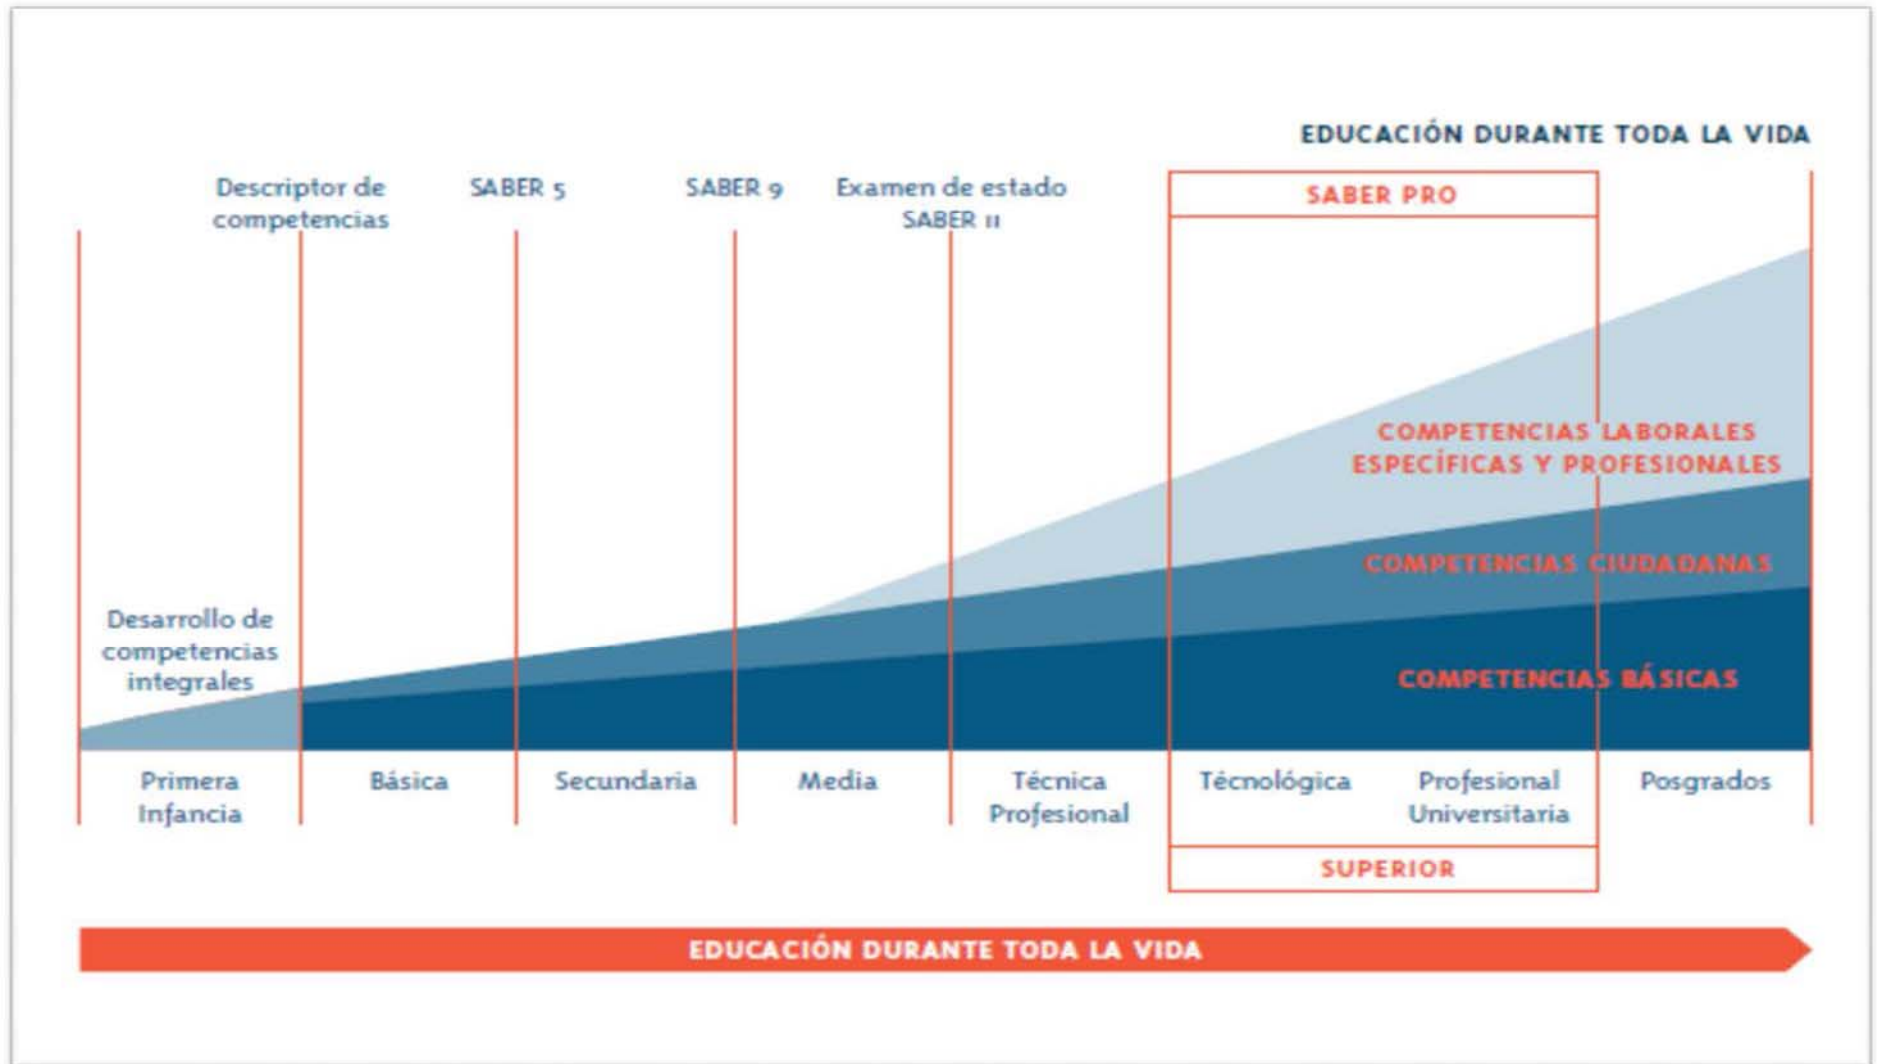 EDUCACIÓN DURANTE TODA LA VIDA
Descriptor de
competencias
SABER 5
SABER 9
Examen de estado
SABER 11
SABER PRO
COMPETENCIAS LABORALES
ESPECÍFICAS Y PROFESIONALES
COMPETENCIAS CIUDADANAS
COMPETENCIAS BÁSICAS
Desarrollo de
competencias
integrales
Primera
Infancia
Básica
Secundaria
Media
Técnica
Profesional
Técnológica
Profesional
Universitaria
Posgrados
SUPERIOR
EDUCACIÓN DURANTE TODA LA VIDA